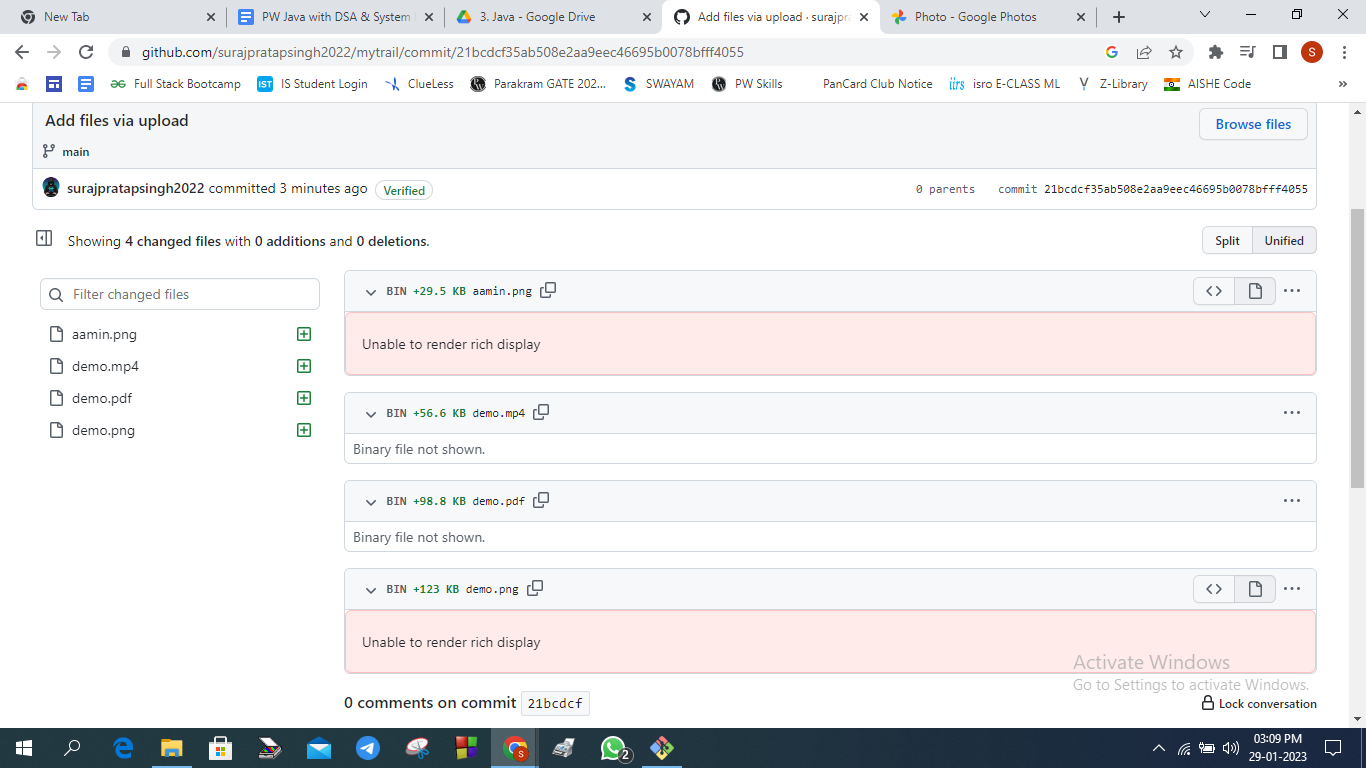 New Tab
PW Java with DSA & System
3. Java - Google Drive
Add files via upload · surajpra
Photo - Google Photos
github.com/surajpratapsingh2022/mytrail/commit/21bcdcf35ab508e2aa9eec46695b0078bfff4055
S
Full Stack Bootcamp
IST
IS Student Login
ClueLess
Parakram GATE 202...
SWAYAM
PW Skills
PanCard Club Notice
iirs
isro E-CLASS ML
Z-Library
AISHE Code
»
Add files via upload
Browse files
main
surajpratapsingh2022 committed 3 minutes ago
Verified
0 parents
commit 21bcdcf35ab508e2aa9eec46695b0078bfff4055
Showing 4 changed files with 0 additions and 0 deletions.
Split
Unified
Filter changed files
aamin.png
demo.mp4
demo.pdf
demo.png
BIN +29.5 KB aamin.png
Unable to render rich display
BIN +56.6 KB demo.mp4
Binary file not shown.
BIN +98.8 KB demo.pdf
Binary file not shown.
BIN +123 KB demo.png
Unable to render rich display
Activate Windows
Go to Settings to activate Windows.
0 comments on commit 21bcdcf
Lock conversation
S
2
03:09 PM
29-01-2023